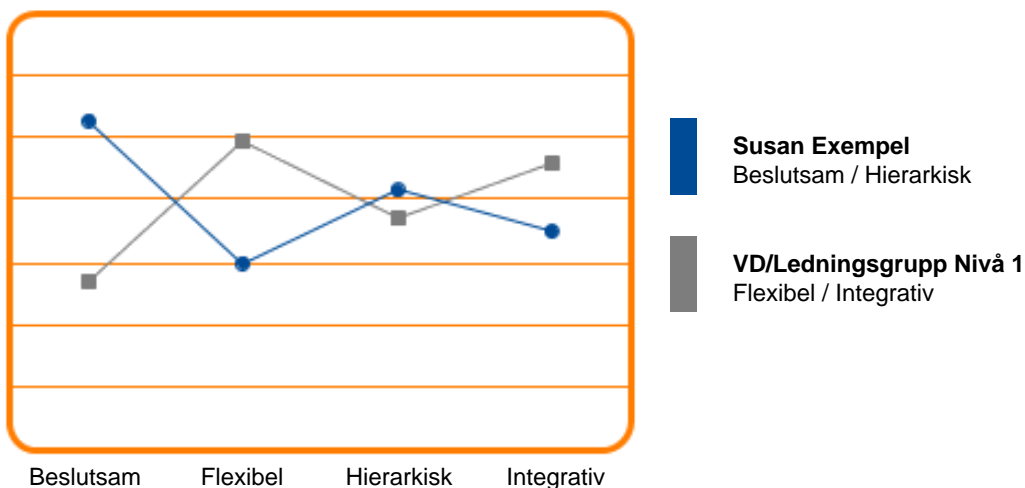 Susan Exempel
Beslutsam / Hierarkisk
VD/Ledningsgrupp Nivå 1
Flexibel / Integrativ
Beslutsam Flexibel Hierarkisk Integrativ